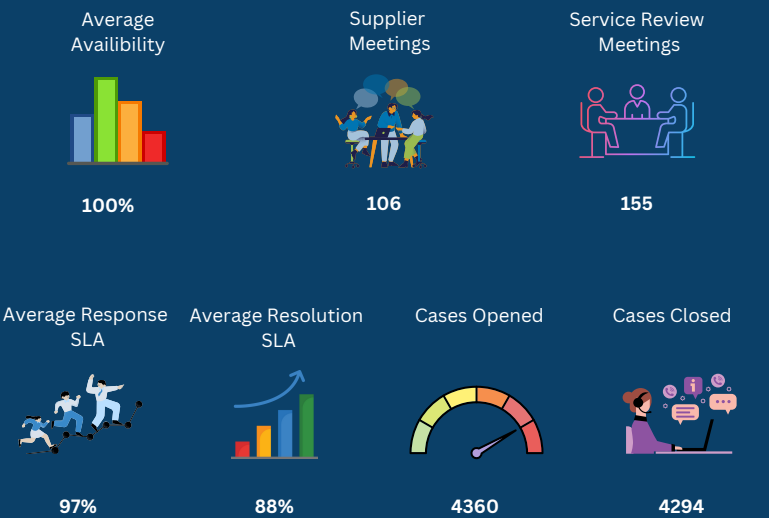 Average
Availibility
Supplier
Meetings
Service Review
Meetings
100%
106
155
Average Response
SLA
Average Resolution
SLA
Cases Opened
Cases Closed
97%
88%
4360
4294